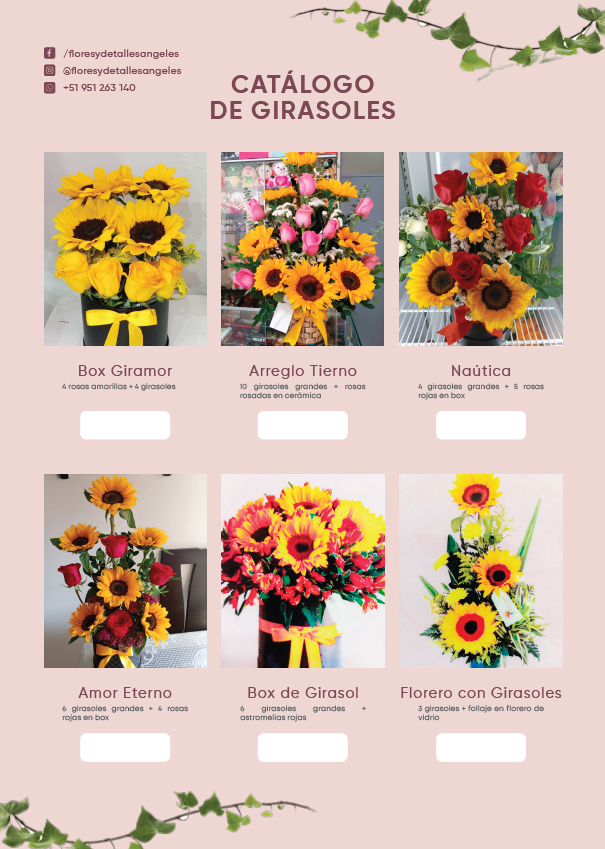 /floresydetallesangeles
@floresydetallesangeles
+51 951 263 140
CATÁLOGO
DE GIRASOLES
Box Giramor
4 rosas amarillas + 4 girasoles
Arreglo Tierno
10 girasoles grandes + rosas
rosadas en cerámica
Naútica
4 girasoles grandes + 5 rosas
rojas en box
Amor Eterno
6 girasoles grandes + 4 rosas
rojas en box
Box de Girasol
6 girasoles grandes +
astromelias rojas
Florero con Girasoles
3 girasoles + follaje en florero de
vidrio